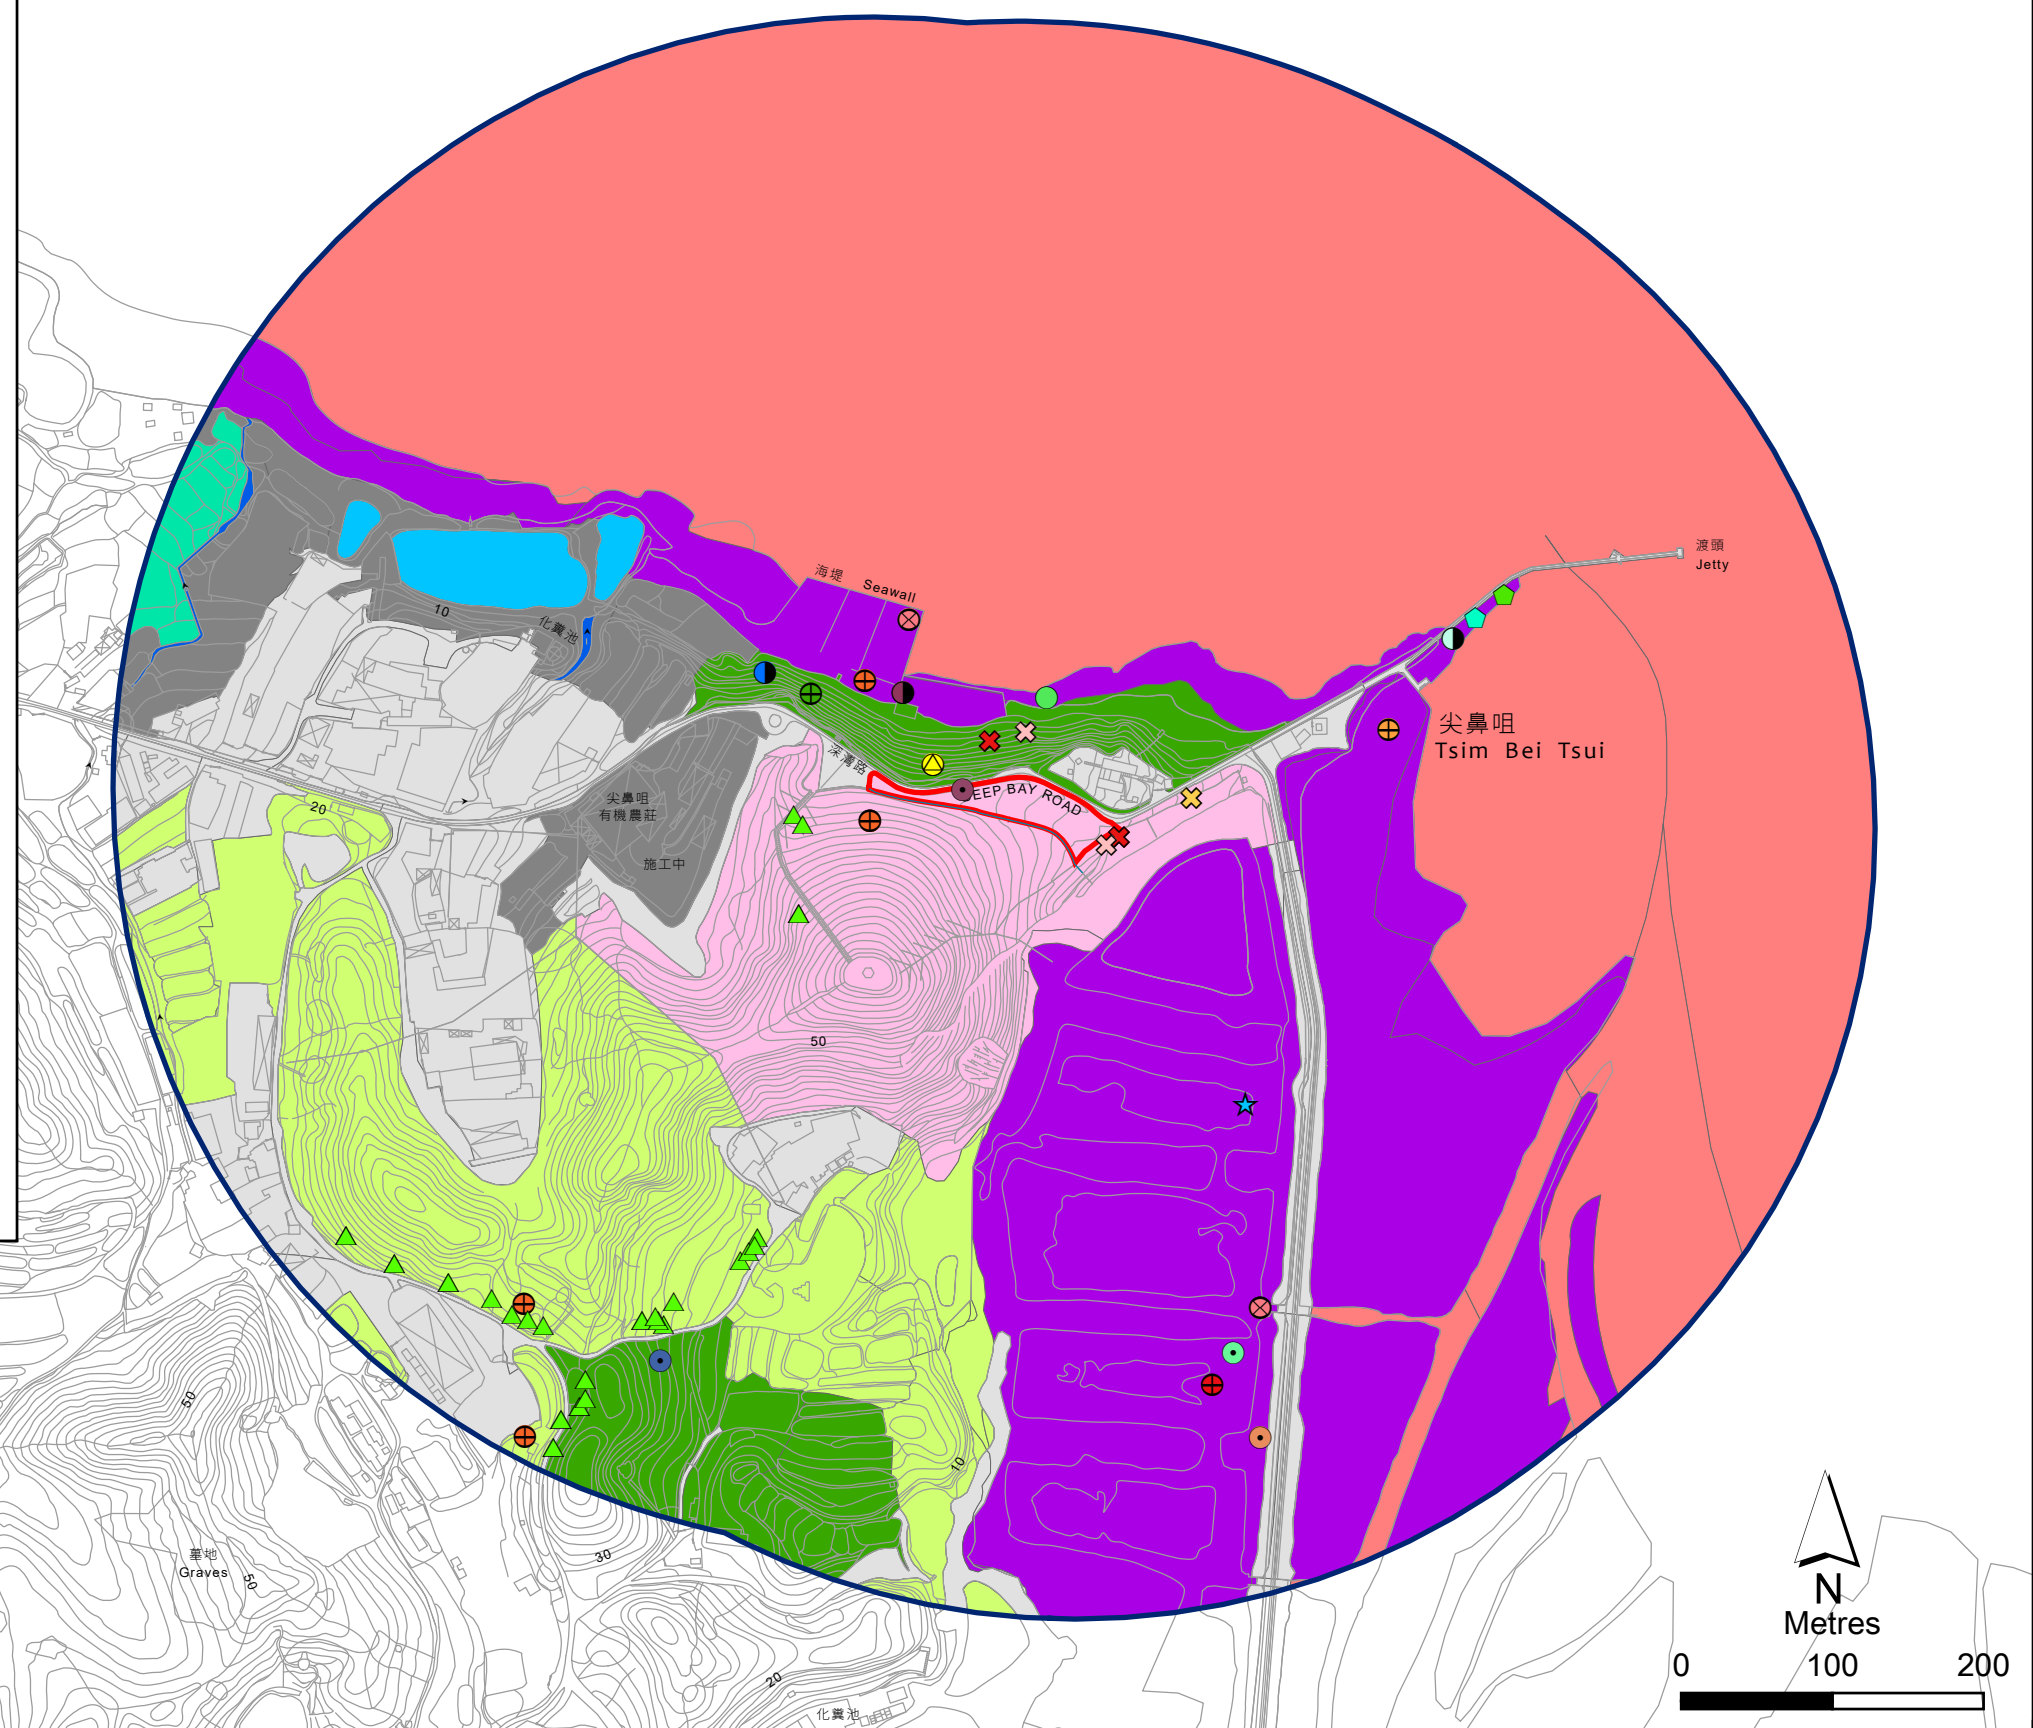 渡頭
Jetty
海堤 Seawall
10
化糞池
尖鼻咀
Tsim Bei Tsui
深灣路
EEP BAY ROAD
尖鼻咀
有機農莊
20
施工中
50
50
10
墓地
Graves
50
30
20
化糞池
N
Metres
0 100 200